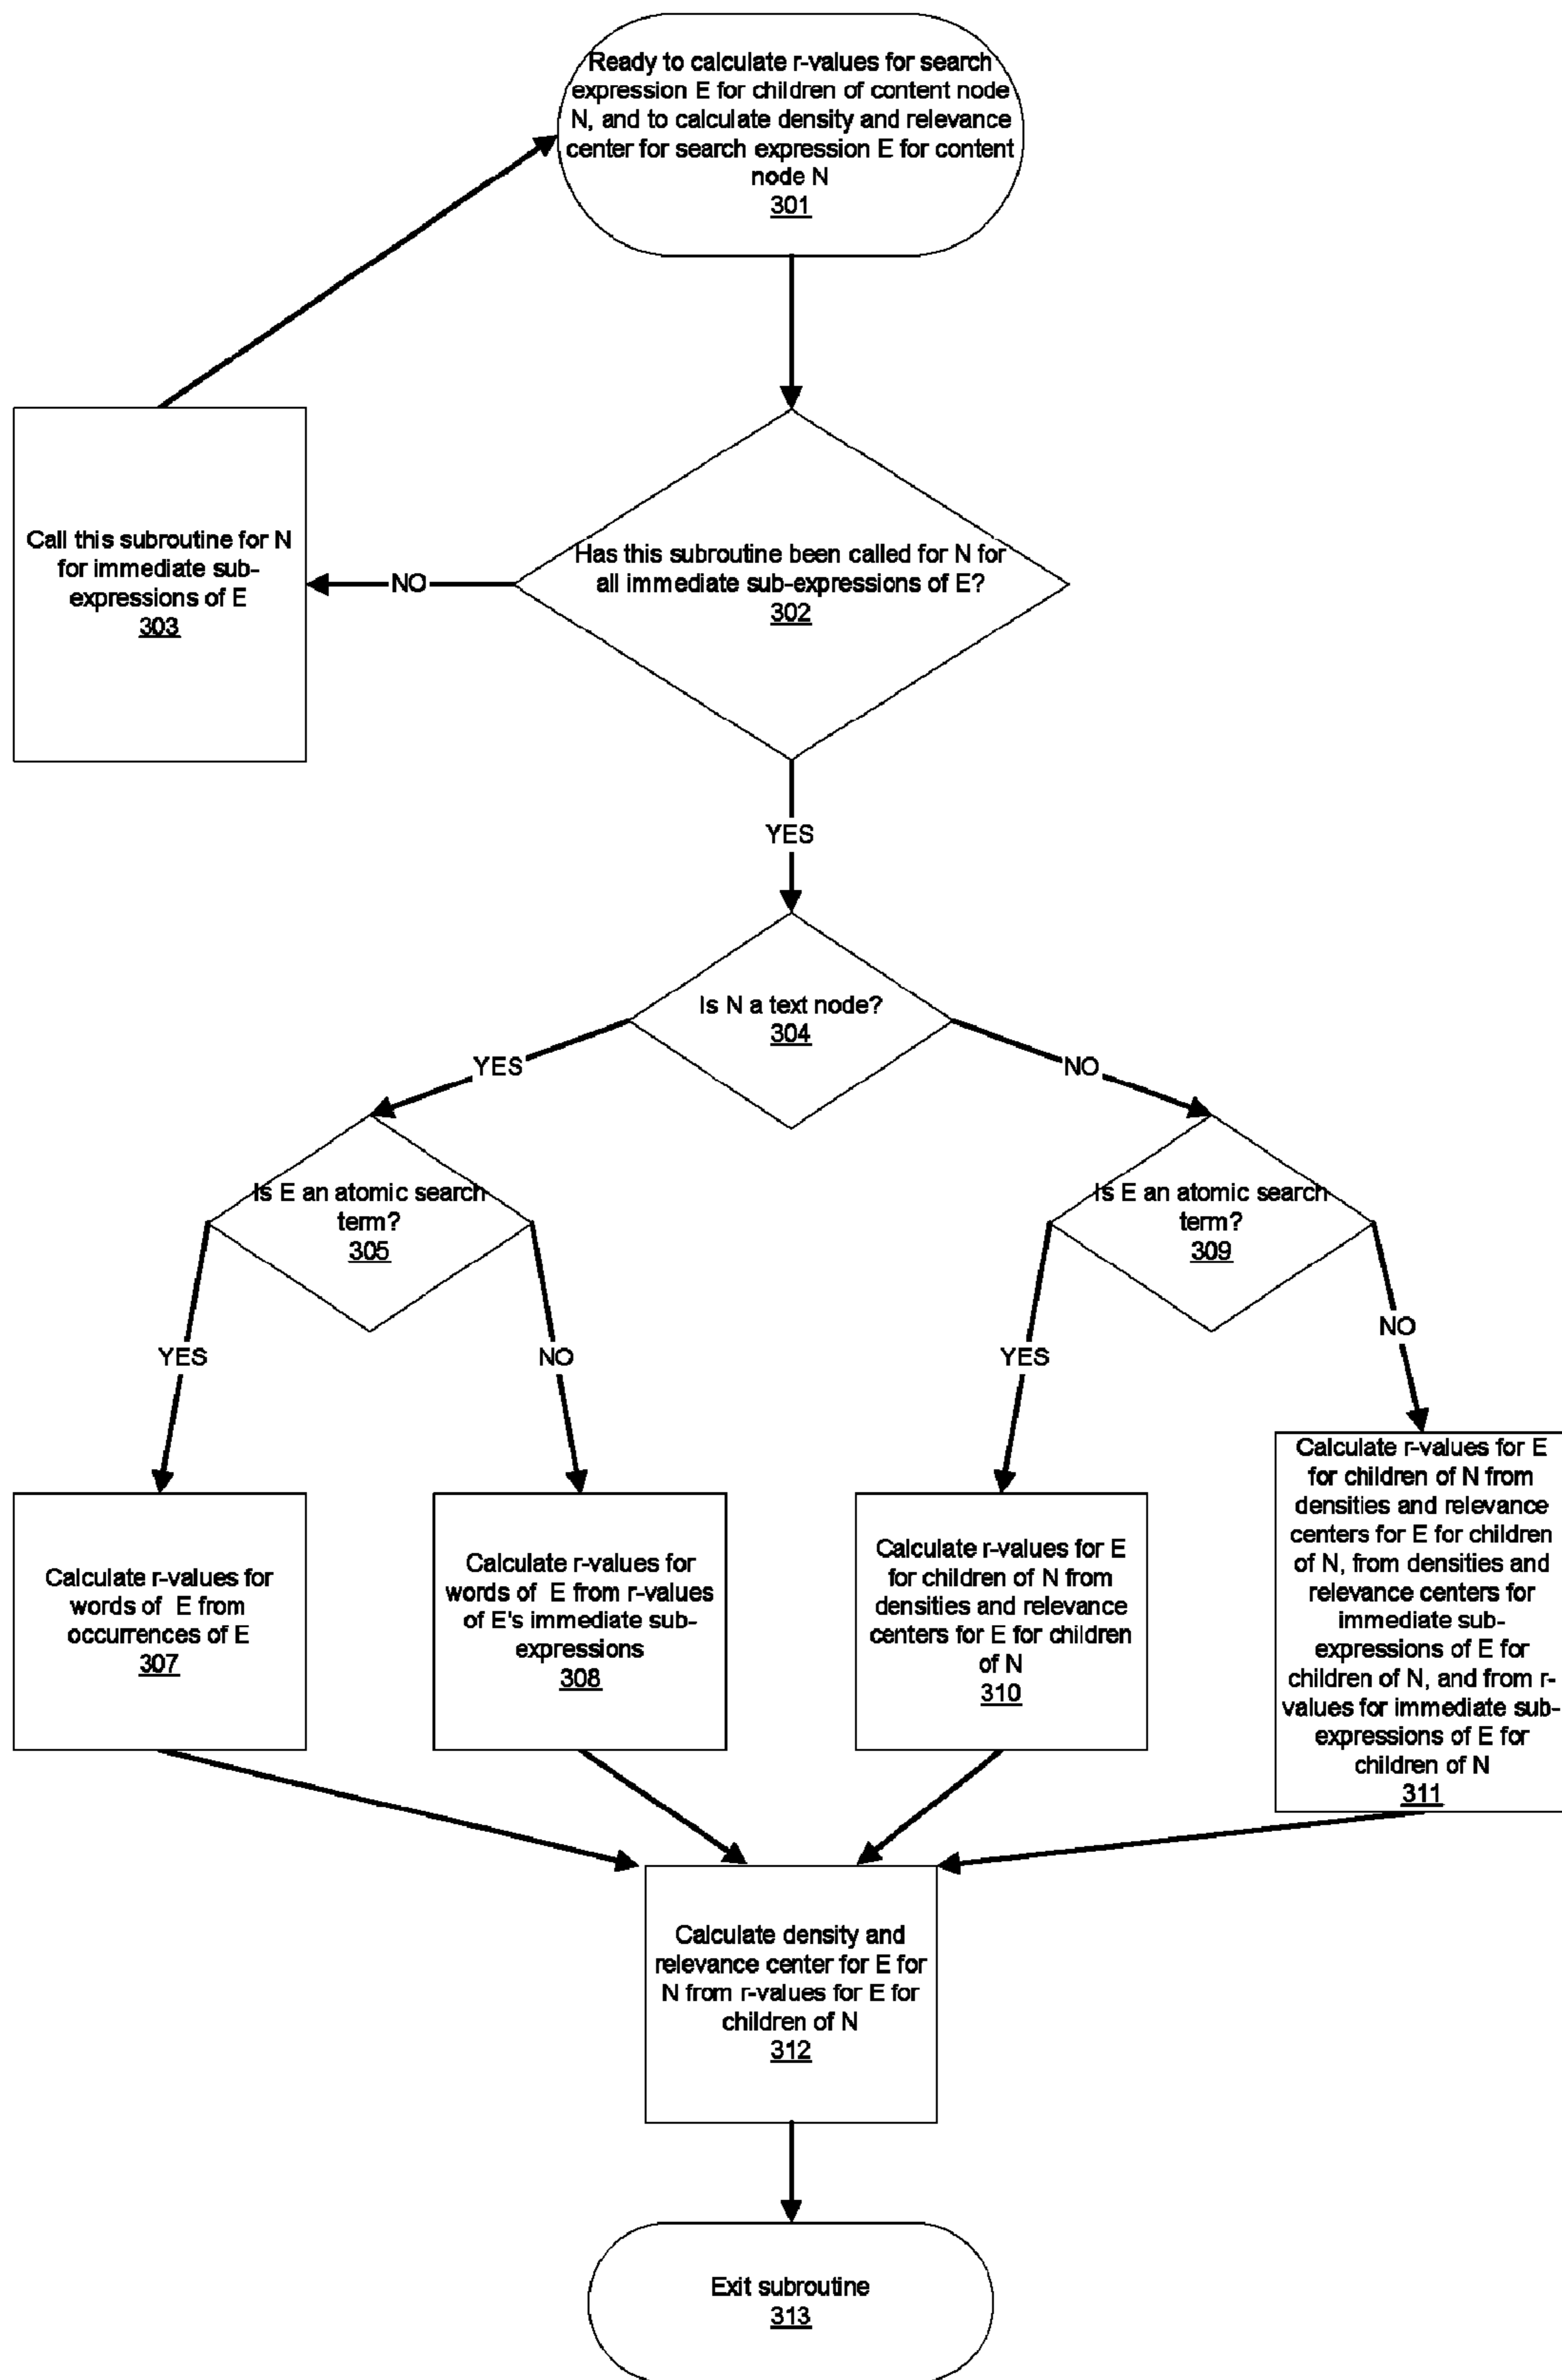 Ready to calculate r-values for search
expression E for children of content node
N, and to calculate density and relevance
center for search expression E for content
node N
301
Call this subroutine for N
for immediate sub-
expressions of E
303
NO
Has this subroutine been called for N for
all immediate sub-expressions of E?
302
YES
Is N a text node?
304
YES
NO
Is E an atomic search
term?
305
Is E an atomic search
term?
309
YES
NO
YES
NO
Calculate r-values for
words of E from
occurrences of E
307
Calculate r-values for
words of E from r-values
of E's immediate sub-
expressions
308
Calculate r-values for E
for children of N from
densities and relevance
centers for E for children
of N
310
Calculate r-values for E
for children of N from
densities and relevance
centers for E for children
of N, from densities and
relevance centers for
immediate sub-
expressions of E for
children of N, and from r-
values for immediate sub-
expressions of E for
children of N
311
Calculate density and
relevance center for E for
N from r-values for E for
children of N
312
Exit subroutine
313